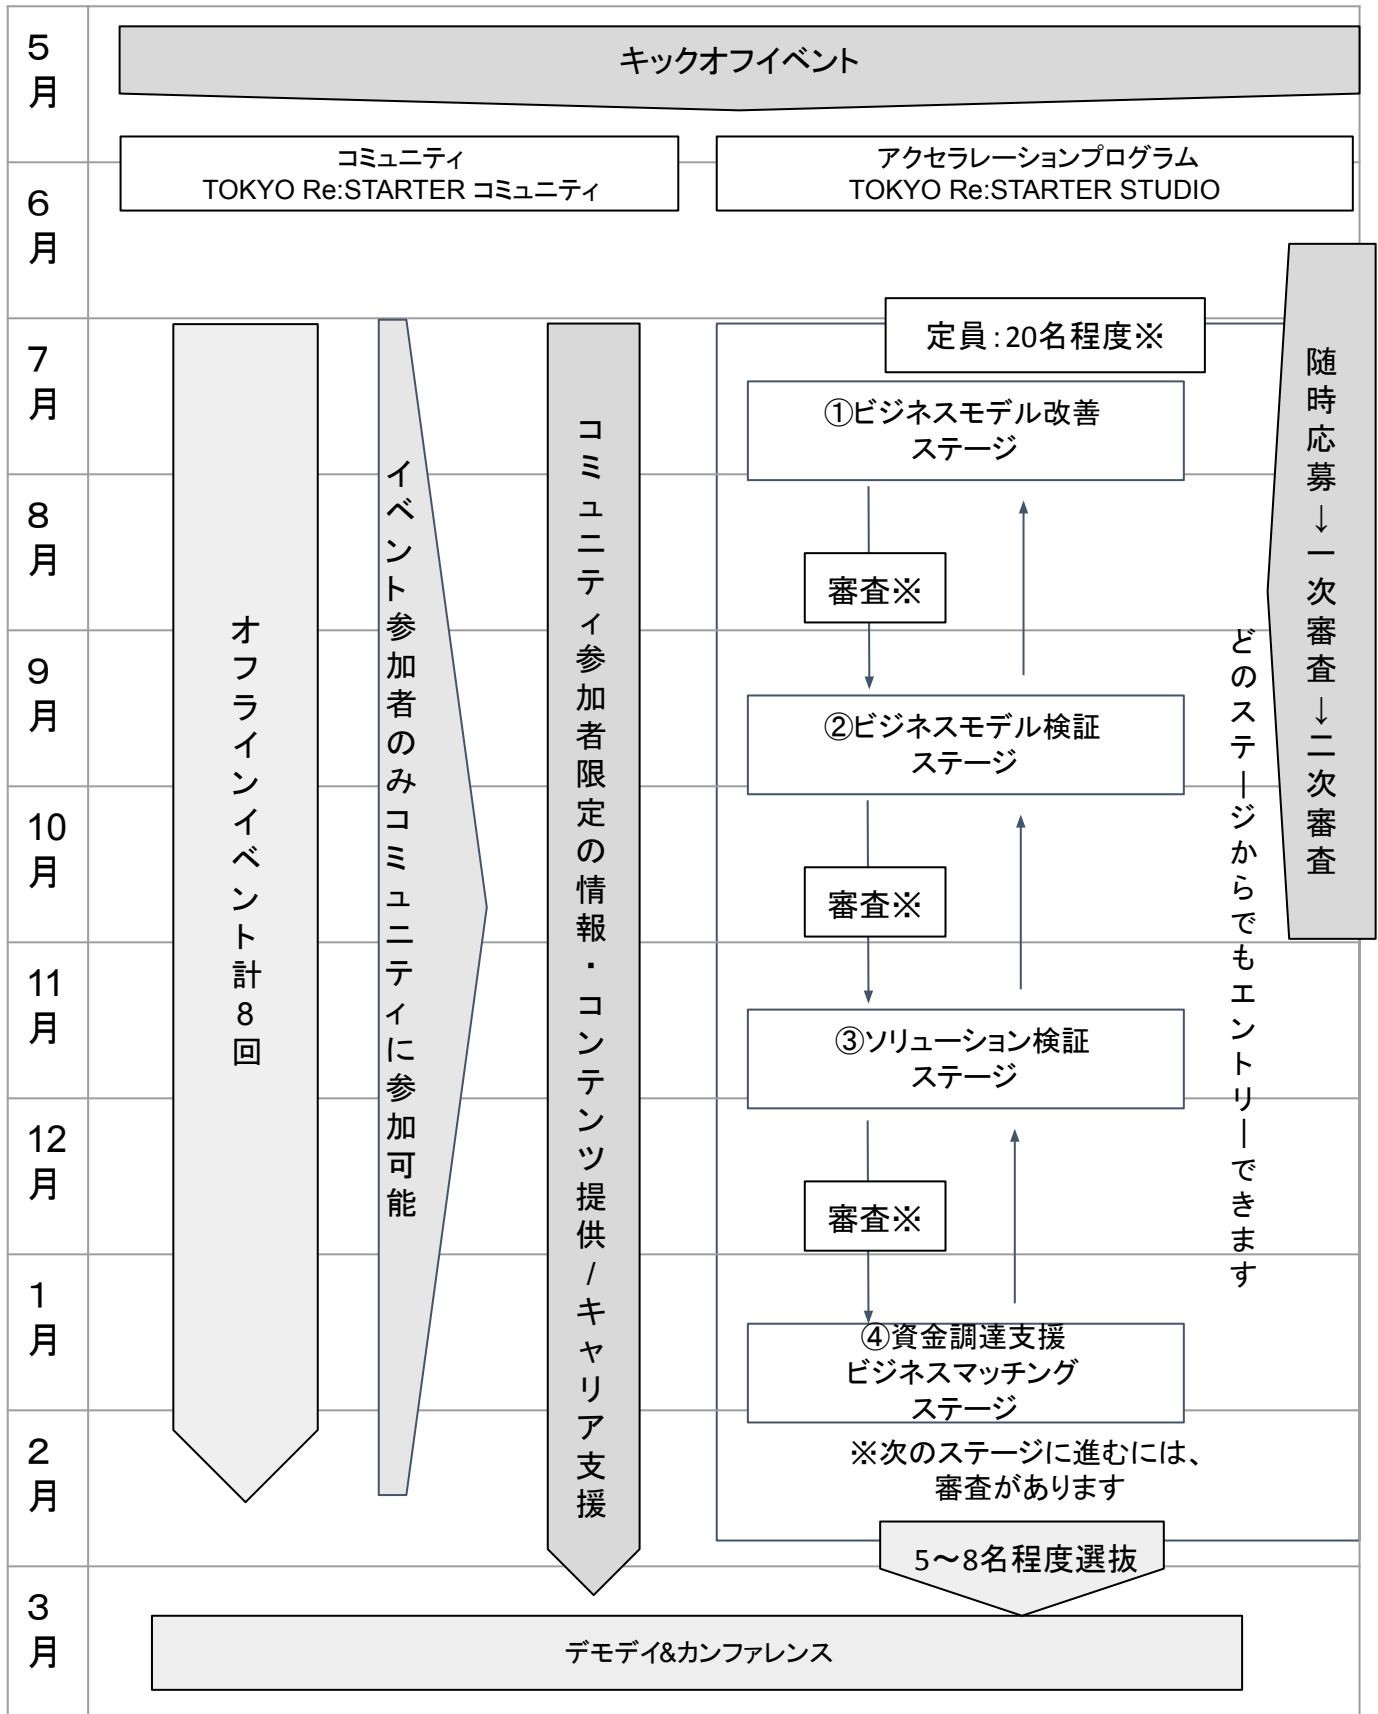 5
月
キックオフイベント
コミュニティ
TOKYO Re:STARTER コミュニティ
アクセラレーションプログラム
TOKYO Re:STARTER STUDIO
6
月
7
月
8
月
9
月
10
月
11
月
12
月
1
月
2
月
3
月
オフラインイベント計8回
イベント参加者のみコミュニティに参加可能
コミュニティ参加者限定の情報・コンテンツ提供/キャリア支援
定員:20名程度※
①ビジネスモデル改善
ステージ
審査※
②ビジネスモデル検証
ステージ
審査※
③ソリューション検証
ステージ
審査※
④資金調達支援
ビジネスマッチング
ステージ
※次のステージに進むには、
審査があります
どのステージからでもエントリーできます
随時応募→一次審査→二次審査
5～8名程度選抜
デモデイ&カンファレンス